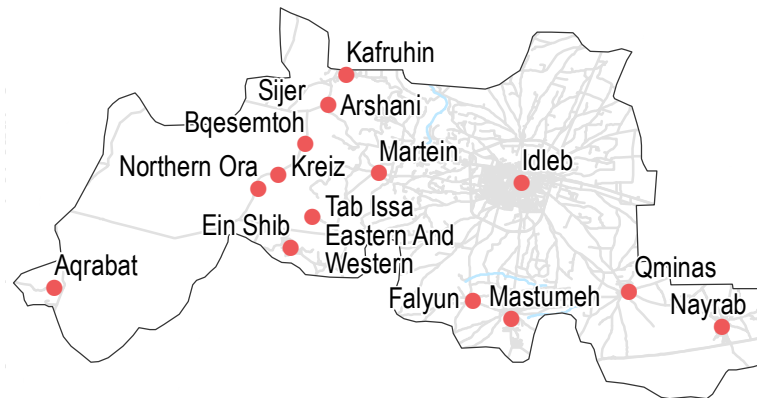 Kafruhin
Sijer
Arshani
Bqesemtoh
Martein
Northern Ora
Kreiz
Idleb
Tab Issa
Ein Shib
Eastern And
Western
Aqrabat
Qminas
Falyun
Mastumeh
Nayrab